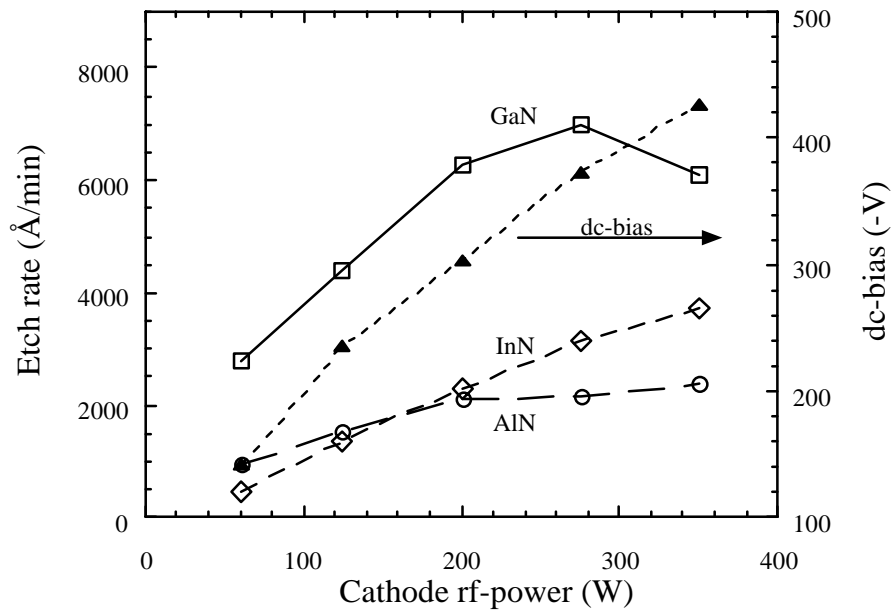 500
8000
GaN
400
6000
Etch rate (Å/min)
dc-bias
dc-bias (-V)
300
4000
InN
200
2000
AlN
0
100
0
100
200
300
400
Cathode rf-power (W)